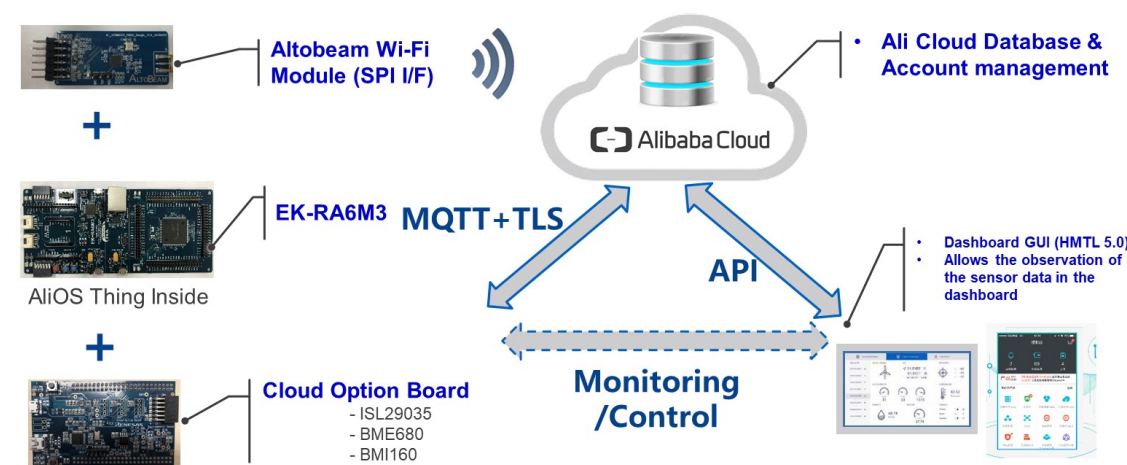 Altobeam Wi-Fi
Module (SPI I/F)
ALTOBEAM
• Ali Cloud Database &
Account management
Alibaba Cloud
EK-RA6M3
MQTT+TLS
API
AliOS Thing Inside
• Dashboard GUI (HMTL 5.0)
• Allows the observation of
the sensor data in the
dashboard
Monitoring
/Control
Cloud Option Board
- ISL29035
- BME680
- BMI160